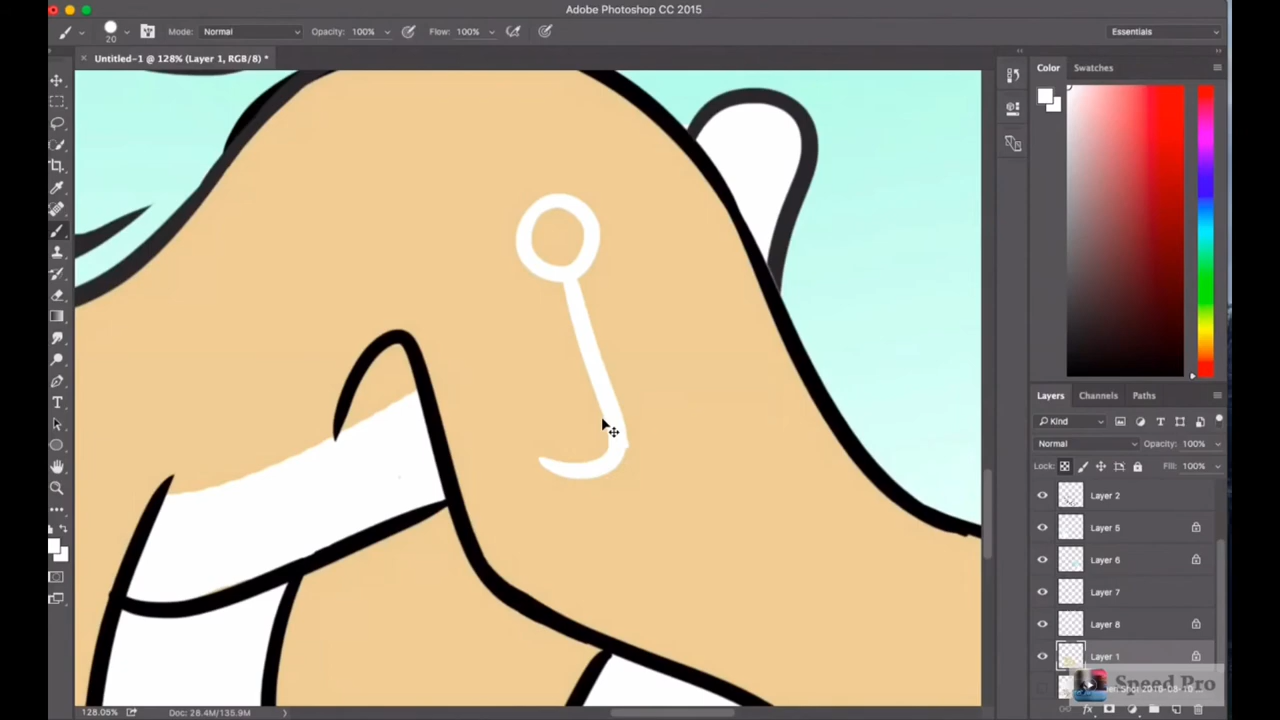 Adobe Photoshop CC 2015
20
Mode: Normal
Opacity: 100%
Flow: 100%
Essentials
× Untitled-1 @ 128% (Layer 1, RGB/8) *
Color
Swatches
Layers
Channels
Paths
Kind
Normal
Opacity: 100%
Lock:
Fill: 100%
Layer 2
Layer 5
Layer 6
Layer 7
Layer 8
Layer 1
Speed Pro
128.05%
Doc: 28.4M/135.9M